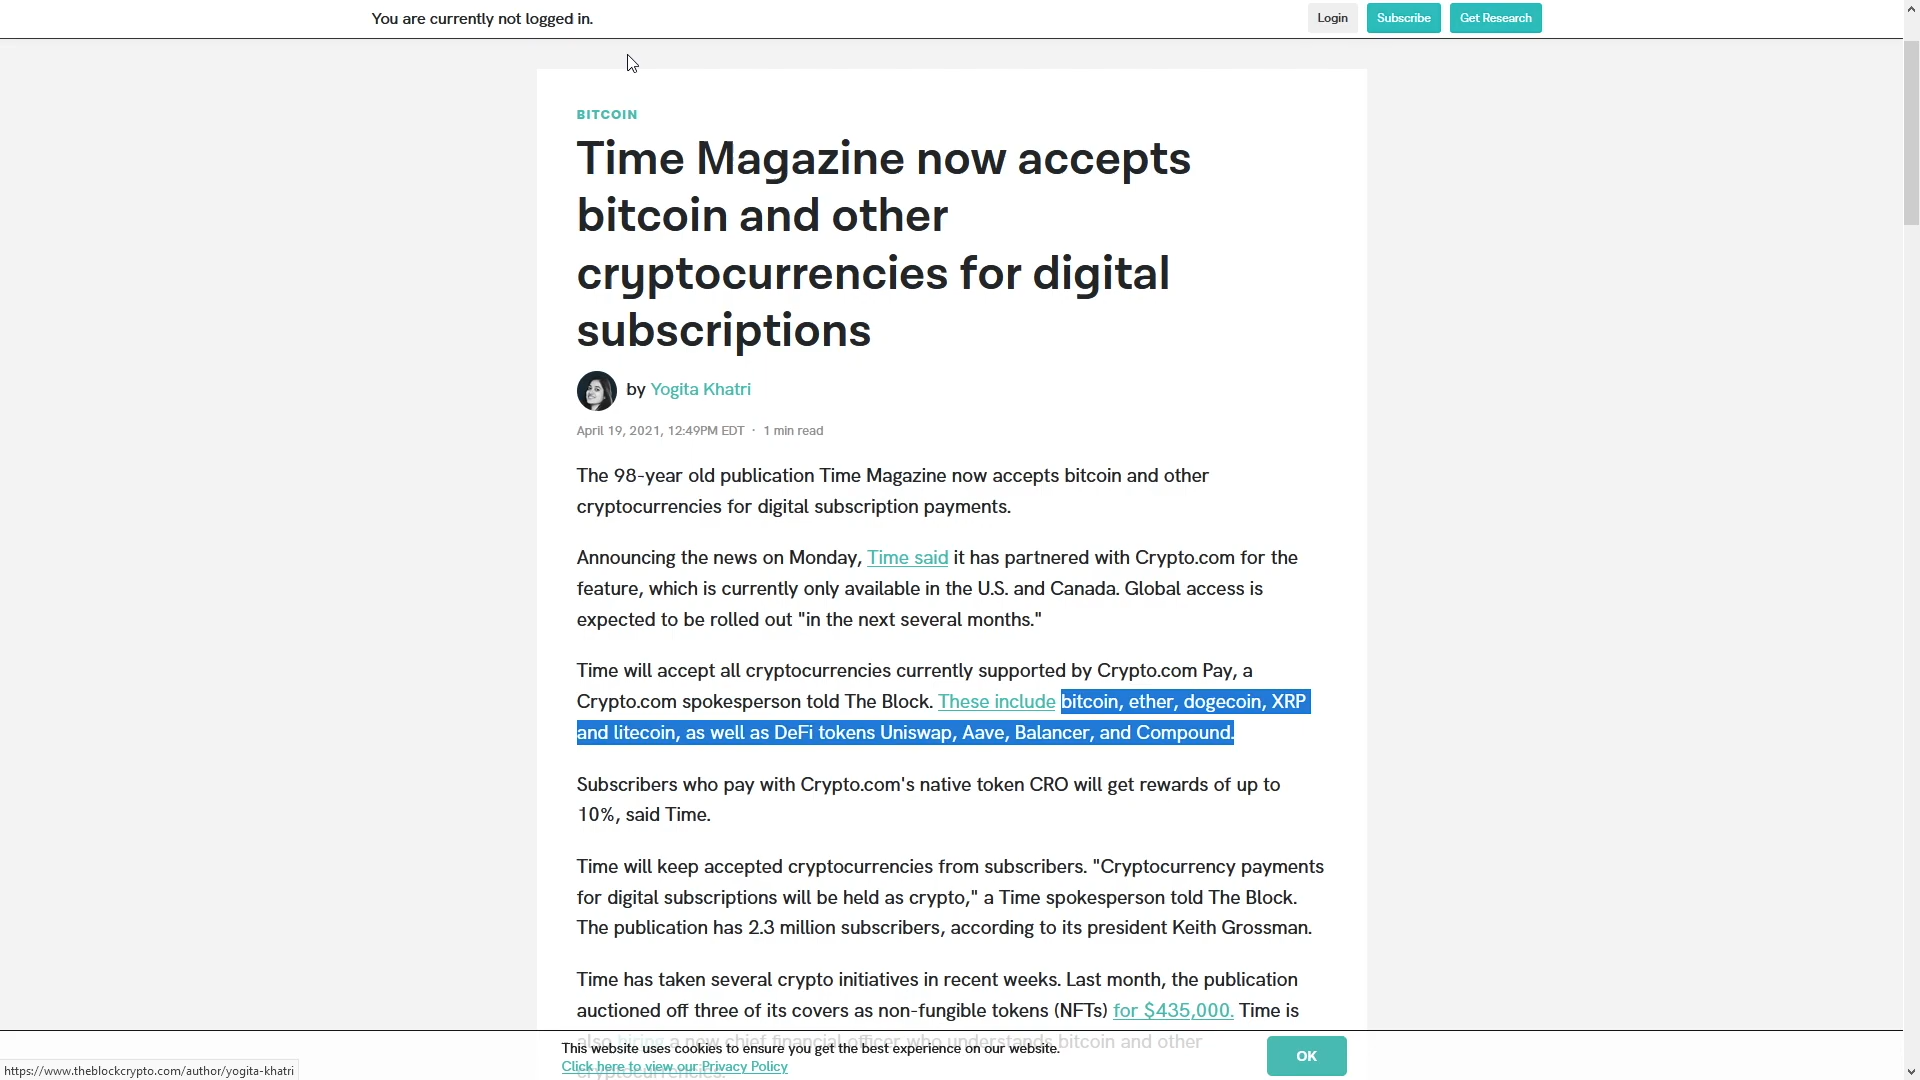 You are currently not logged in.
Login
Subscribe
Get Research
BITCOIN
Time Magazine now accepts
bitcoin and other
cryptocurrencies for digital
subscriptions
by Yogita Khatri
April 19, 2021, 12:49PM EDT · 1 min read
The 98-year old publication Time Magazine now accepts bitcoin and other
cryptocurrencies for digital subscription payments.
Announcing the news on Monday, Time said it has partnered with Crypto.com for the
feature, which is currently only available in the U.S. and Canada. Global access is
expected to be rolled out "in the next several months."
Time will accept all cryptocurrencies currently supported by Crypto.com Pay, a
Crypto.com spokesperson told The Block. These include bitcoin, ether, dogecoin, XRP
and litecoin, as well as DeFi tokens Uniswap, Aave, Balancer, and Compound.
Subscribers who pay with Crypto.com's native token CRO will get rewards of up to
10%, said Time.
Time will keep accepted cryptocurrencies from subscribers. "Cryptocurrency payments
for digital subscriptions will be held as crypto," a Time spokesperson told The Block.
The publication has 2.3 million subscribers, according to its president Keith Grossman.
Time has taken several crypto initiatives in recent weeks. Last month, the publication
auctioned off three of its covers as non-fungible tokens (NFTs) for $435,000. Time is
also hiring a new chief financial officer who understands bitcoin and other
cryptocurrencies.
This website uses cookies to ensure you get the best experience on our website.
Click here to view our Privacy Policy
OK
https://www.theblockcrypto.com/author/yogita-khatri